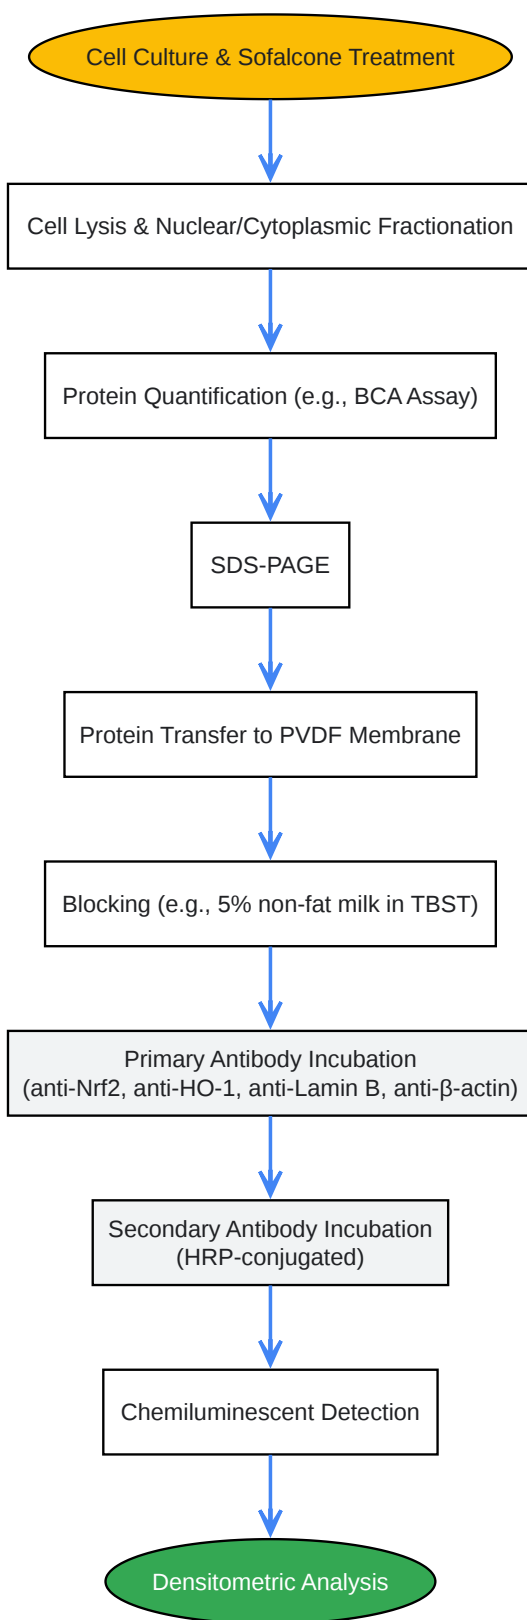 Cell Culture & Sofalcone Treatment
Cell Lysis & Nuclear/Cytoplasmic Fractionation
Protein Quantification (e.g., BCA Assay)
SDS-PAGE
Protein Transfer to PVDF Membrane
Blocking (e.g., 5% non-fat milk in TBST)
Primary Antibody Incubation
(anti-Nrf2, anti-HO-1, anti-Lamin B, anti-β-actin)
Secondary Antibody Incubation
(HRP-conjugated)
Chemiluminescent Detection
Densitometric Analysis